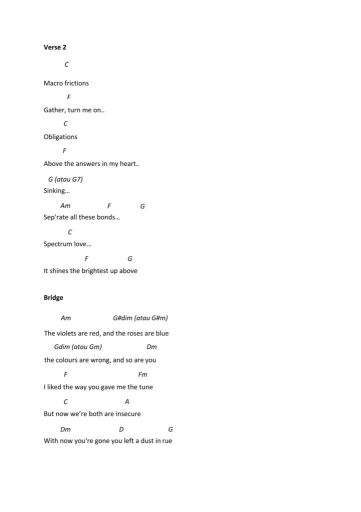 Verse 2
C
Macro frictions
F
Gather, turn me on..
C
Obligations
F
Above the answers in my heart..
G (atau G7)
Sinking...
Am F G
Sep'rate all these bonds...
C
Spectrum love...
F G
It shines the brightest up above
Bridge
Am G#dim (atau G#m)
The violets are red, and the roses are blue
Gdim (atau Gm) Dm
the colours are wrong, and so are you
F Fm
I liked the way you gave me the tune
C A
But now we're both are insecure
Dm D G
With now you're gone you left a dust in rue